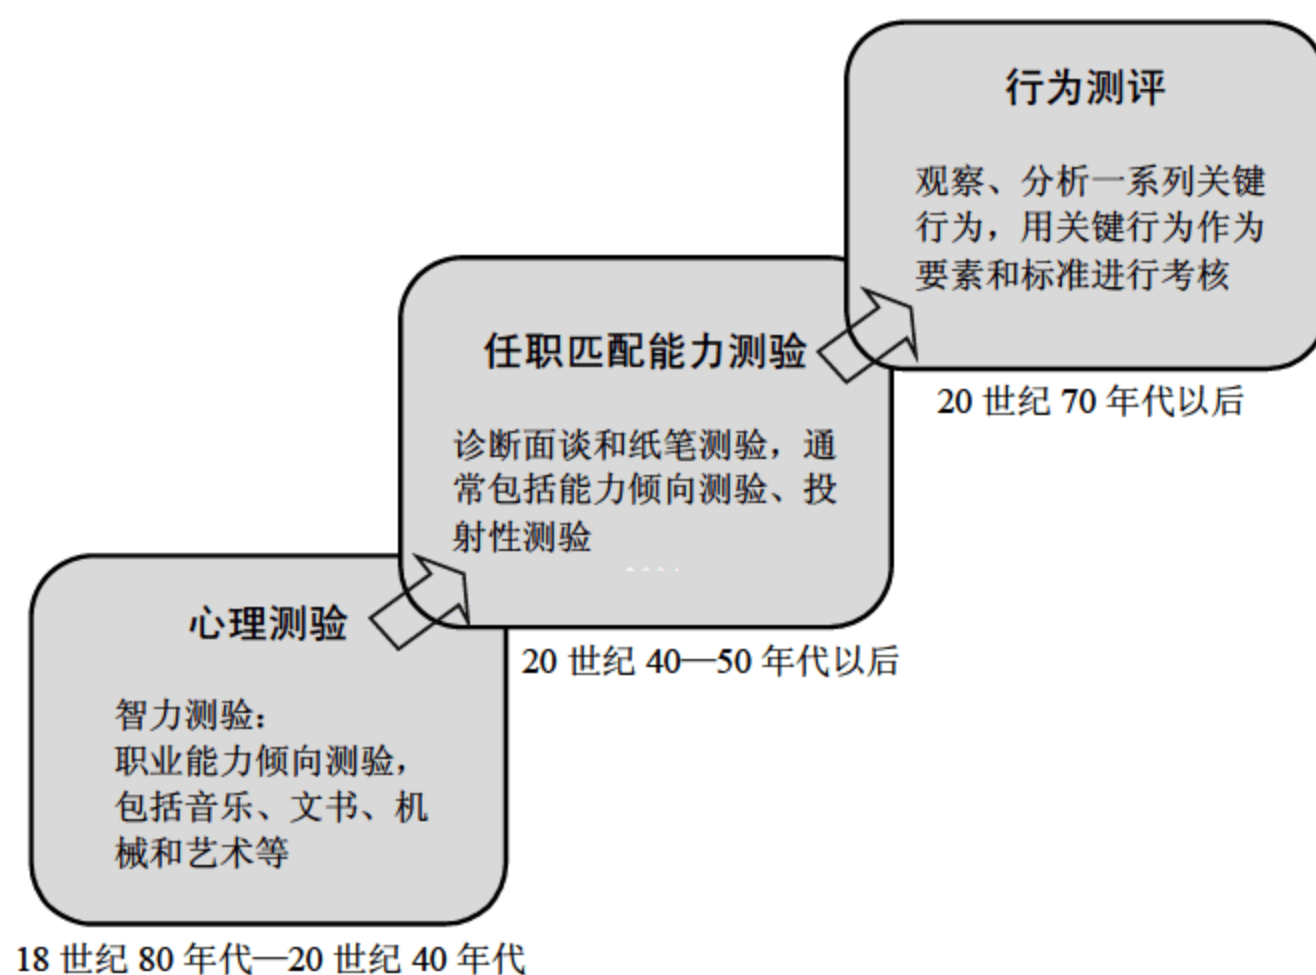 行为测评
观察、分析一系列关键
行为，用关键行为作为
要素和标准进行考核
20 世纪 70 年代以后
任职匹配能力测验
诊断面谈和纸笔测验，通
常包括能力倾向测验、投
射性测验
20 世纪 40—50 年代以后
心理测验
智力测验：
职业能力倾向测验，
包括音乐、文书、机
械和艺术等
18 世纪 80 年代—20 世纪 40 年代